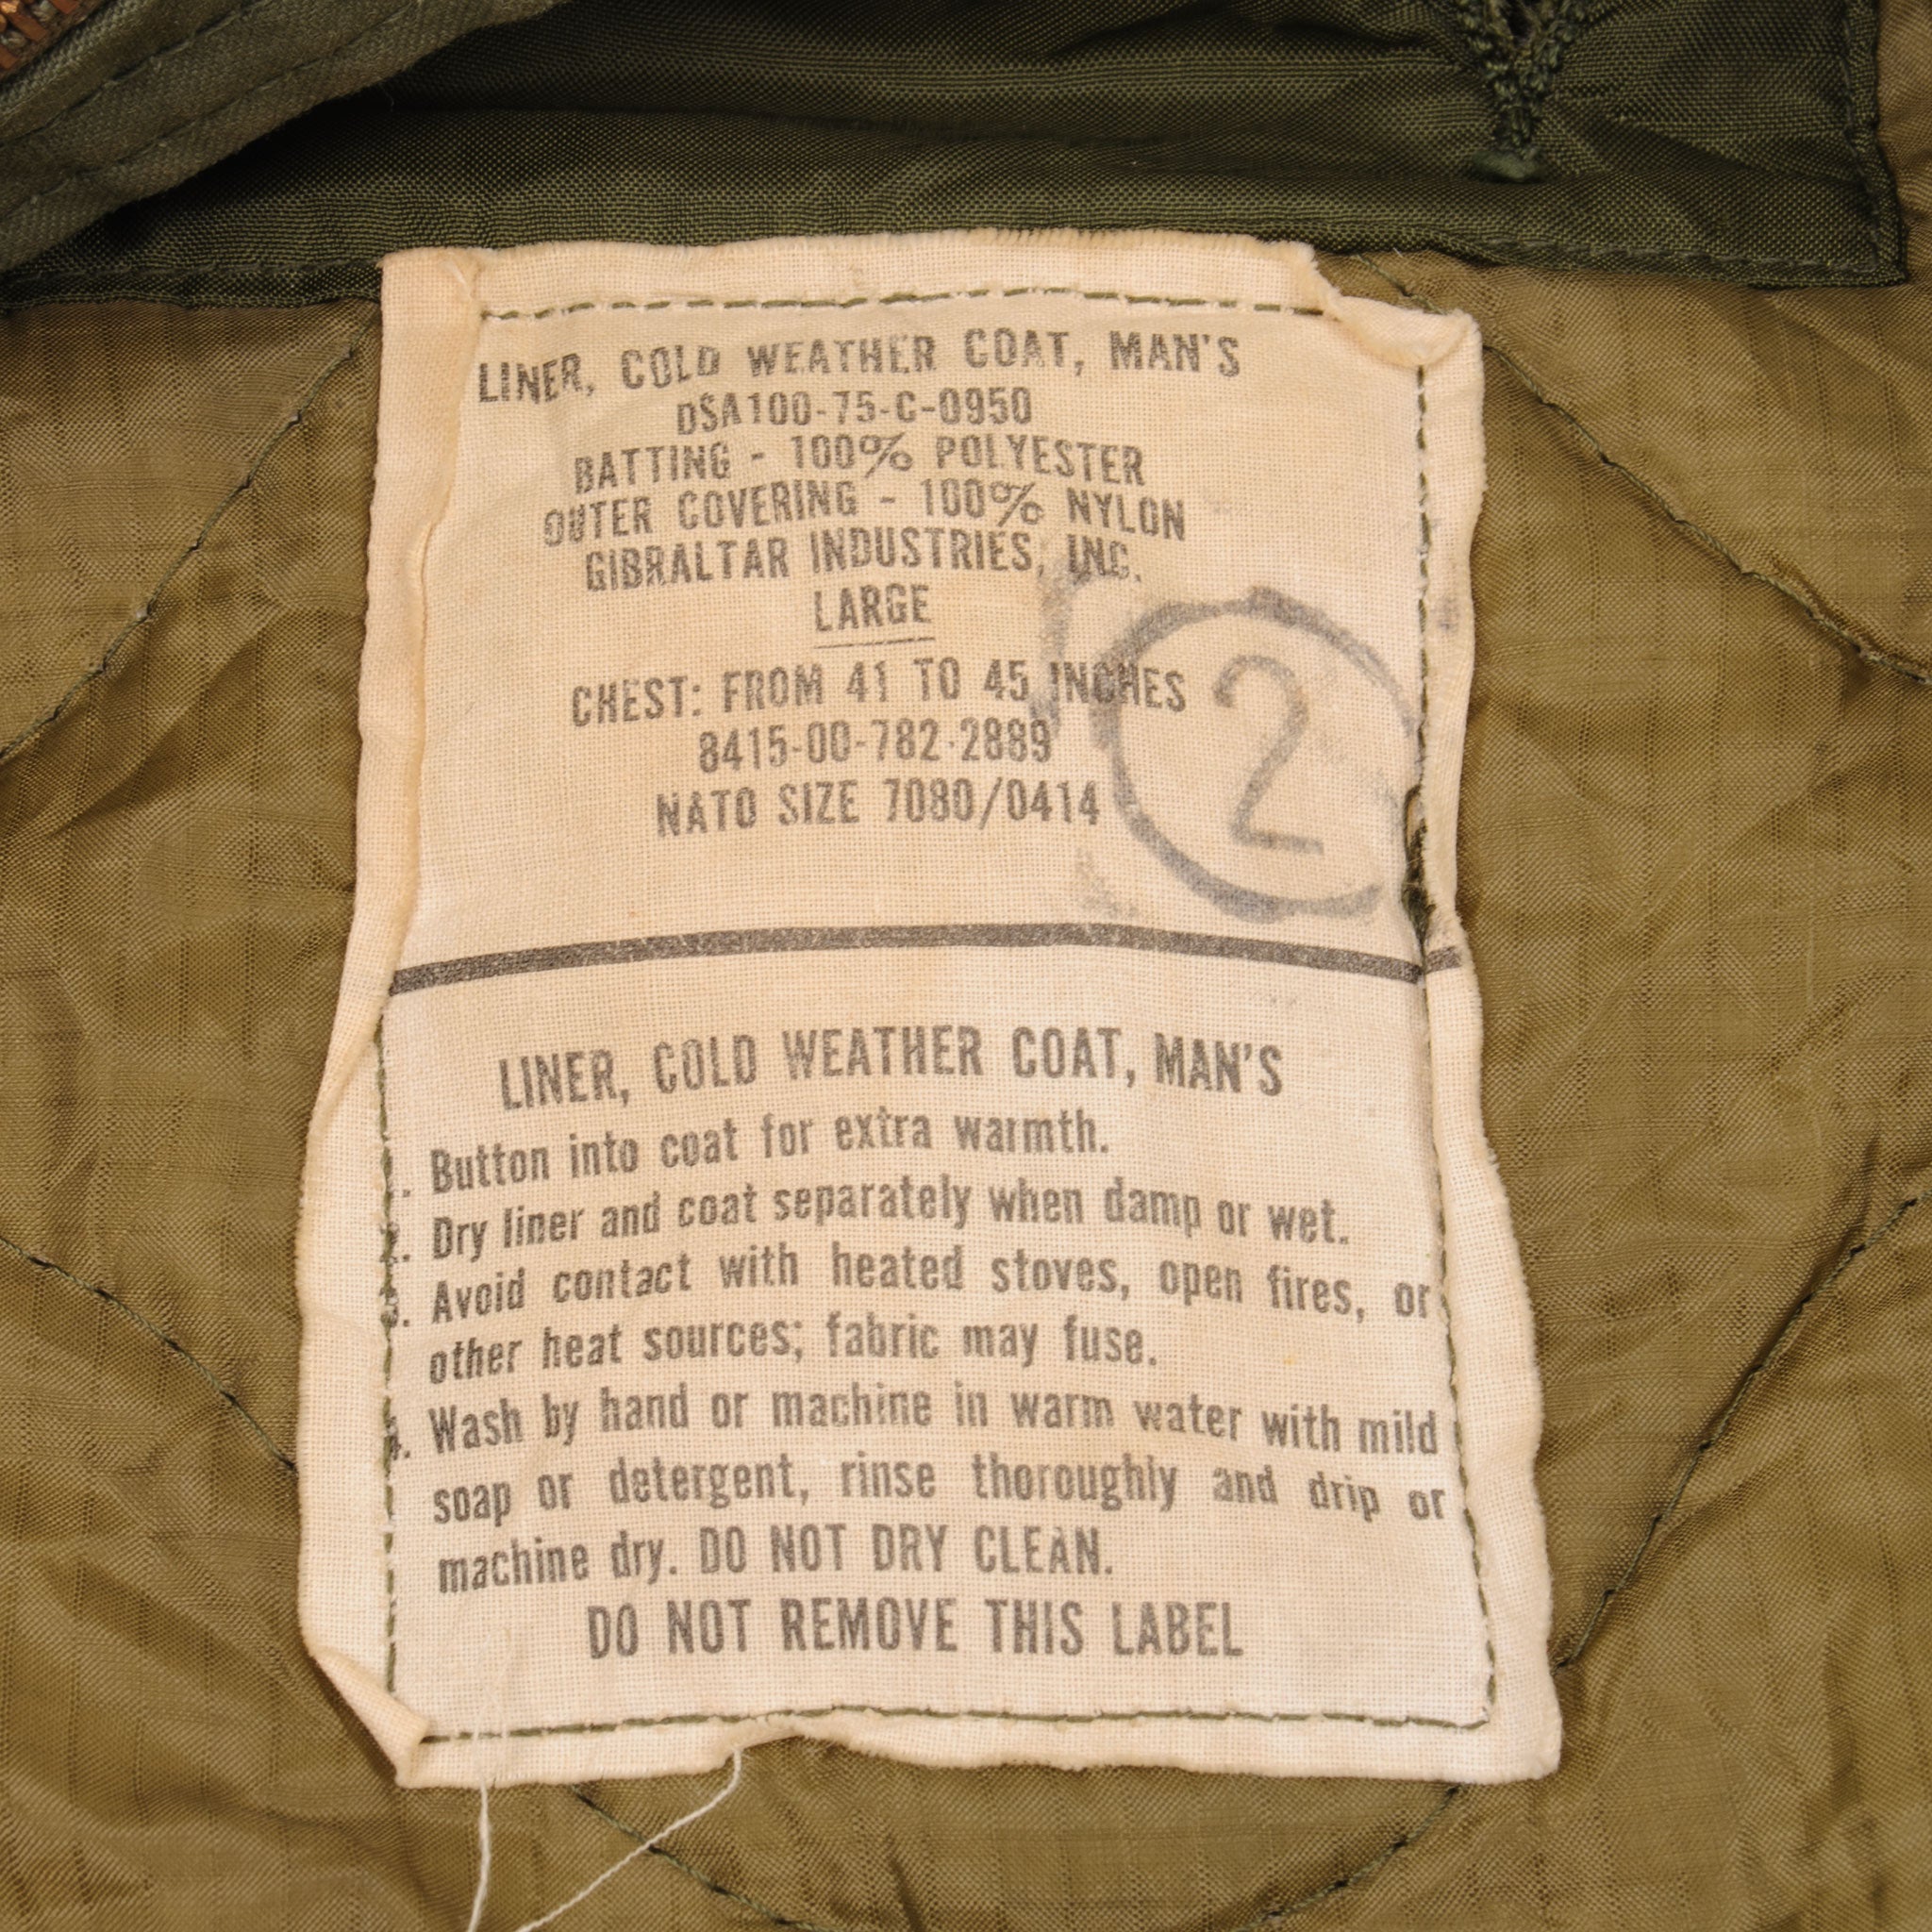 LINER, COLD WEATHER COAT, MAN'S
DSA100-75-C-0950
BATTING - 100% POLYESTER
OUTER COVERING - 100% NYLON
GIBRALTAR INDUSTRIES, INC.
LARGE
CHEST: FROM 41 TO 45 INCHES
8415-00-782-2889
NATO SIZE 7080/0414
2
LINER, COLD WEATHER COAT, MAN'S
1. Button into coat for extra warmth.
2. Dry liner and coat separately when damp or wet.
3. Avoid contact with heated stoves, open fires, or
other heat sources; fabric may fuse.
4. Wash by hand or machine in warm water with mild
soap or detergent, rinse thoroughly and drip or
machine dry. DO NOT DRY CLEAN.
DO NOT REMOVE THIS LABEL